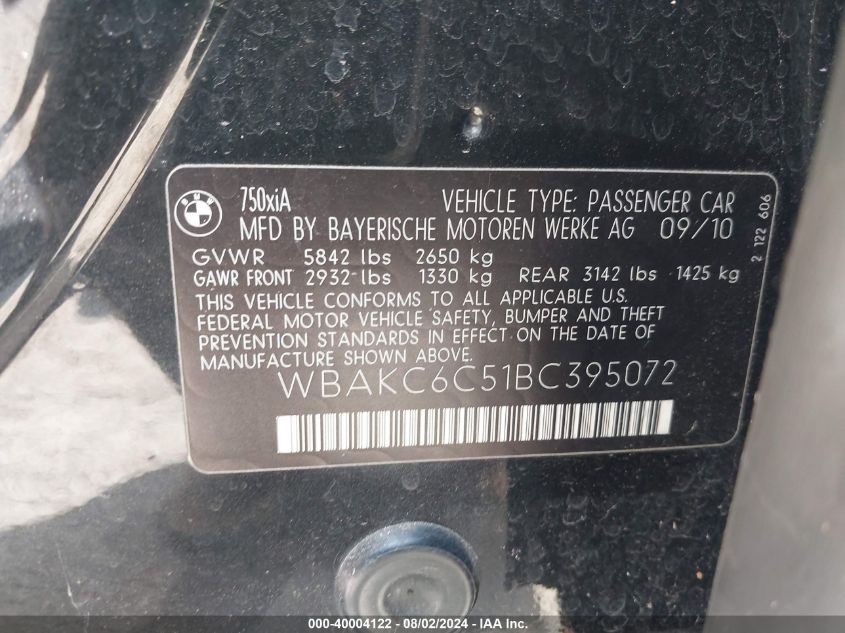 BMW
750xiA VEHICLE TYPE: PASSENGER CAR
MFD BY BAYERISCHE MOTOREN WERKE AG 09/10
GVWR 5842 lbs 2650 kg
GAWR FRONT 2932 lbs 1330 kg REAR 3142 lbs 1425 kg
THIS VEHICLE CONFORMS TO ALL APPLICABLE U.S.
FEDERAL MOTOR VEHICLE SAFETY, BUMPER AND THEFT
PREVENTION STANDARDS IN EFFECT ON THE DATE OF
MANUFACTURE SHOWN ABOVE.
WBAKC6C51BC395072
2 122 606
000-40004122 - 08/02/2024 - IAA Inc.